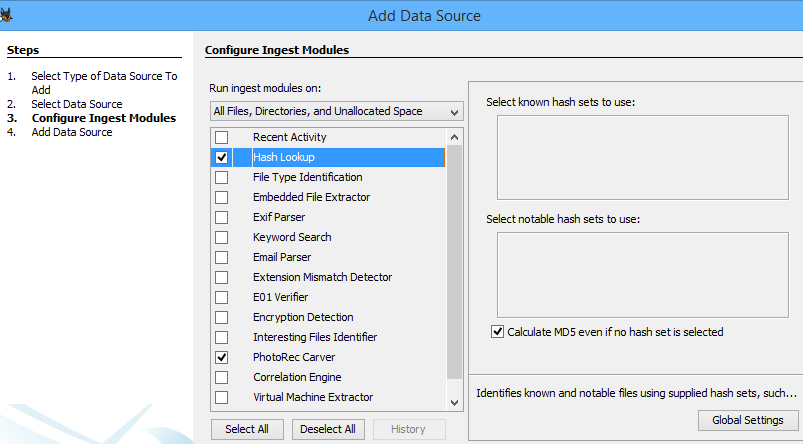 Add Data Source
Steps
1. Select Type of Data Source To
Add
2. Select Data Source
3. Configure Ingest Modules
4. Add Data Source
Configure Ingest Modules
Run ingest modules on:
All Files, Directories, and Unallocated Space
Recent Activity
Hash Lookup
File Type Identification
Embedded File Extractor
Exif Parser
Keyword Search
Email Parser
Extension Mismatch Detector
E01 Verifier
Encryption Detection
Interesting Files Identifier
PhotoRec Carver
Correlation Engine
Virtual Machine Extractor
Select All Deselect All History
Select known hash sets to use:
Select notable hash sets to use:
Calculate MD5 even if no hash set is selected
Identifies known and notable files using supplied hash sets, such...
Global Settings